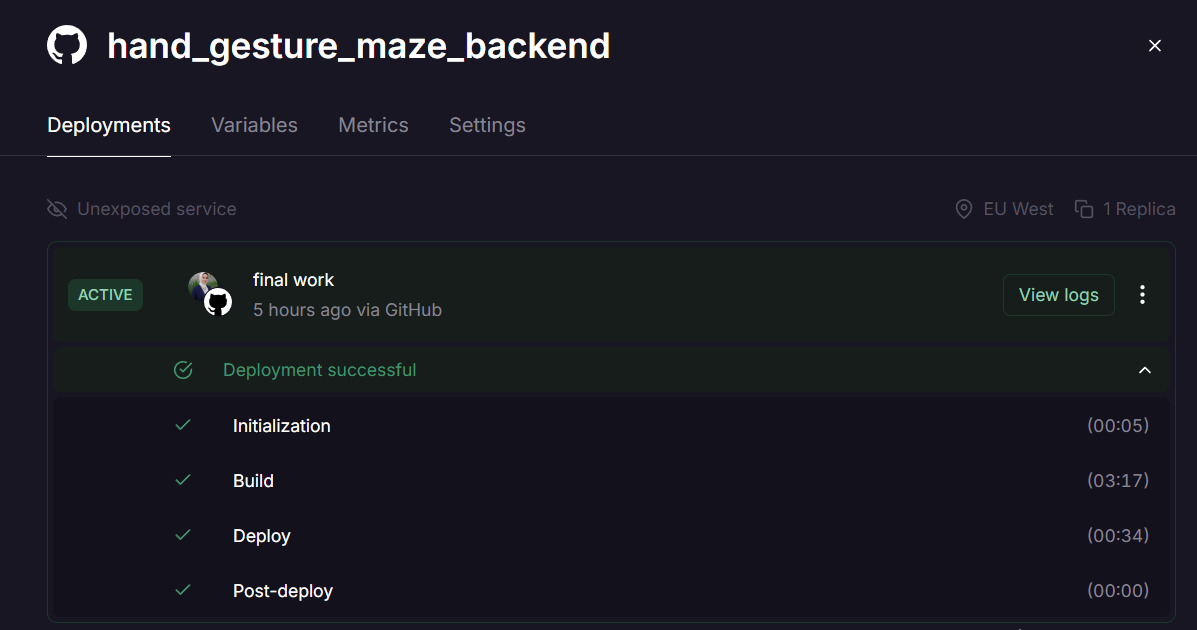 hand_gesture_maze_backend
Deployments Variables Metrics Settings
Unexposed service EU West 1 Replica
ACTIVE final work View logs
5 hours ago via GitHub
Deployment successful
Initialization (00:05)
Build (03:17)
Deploy (00:34)
Post-deploy (00:00)